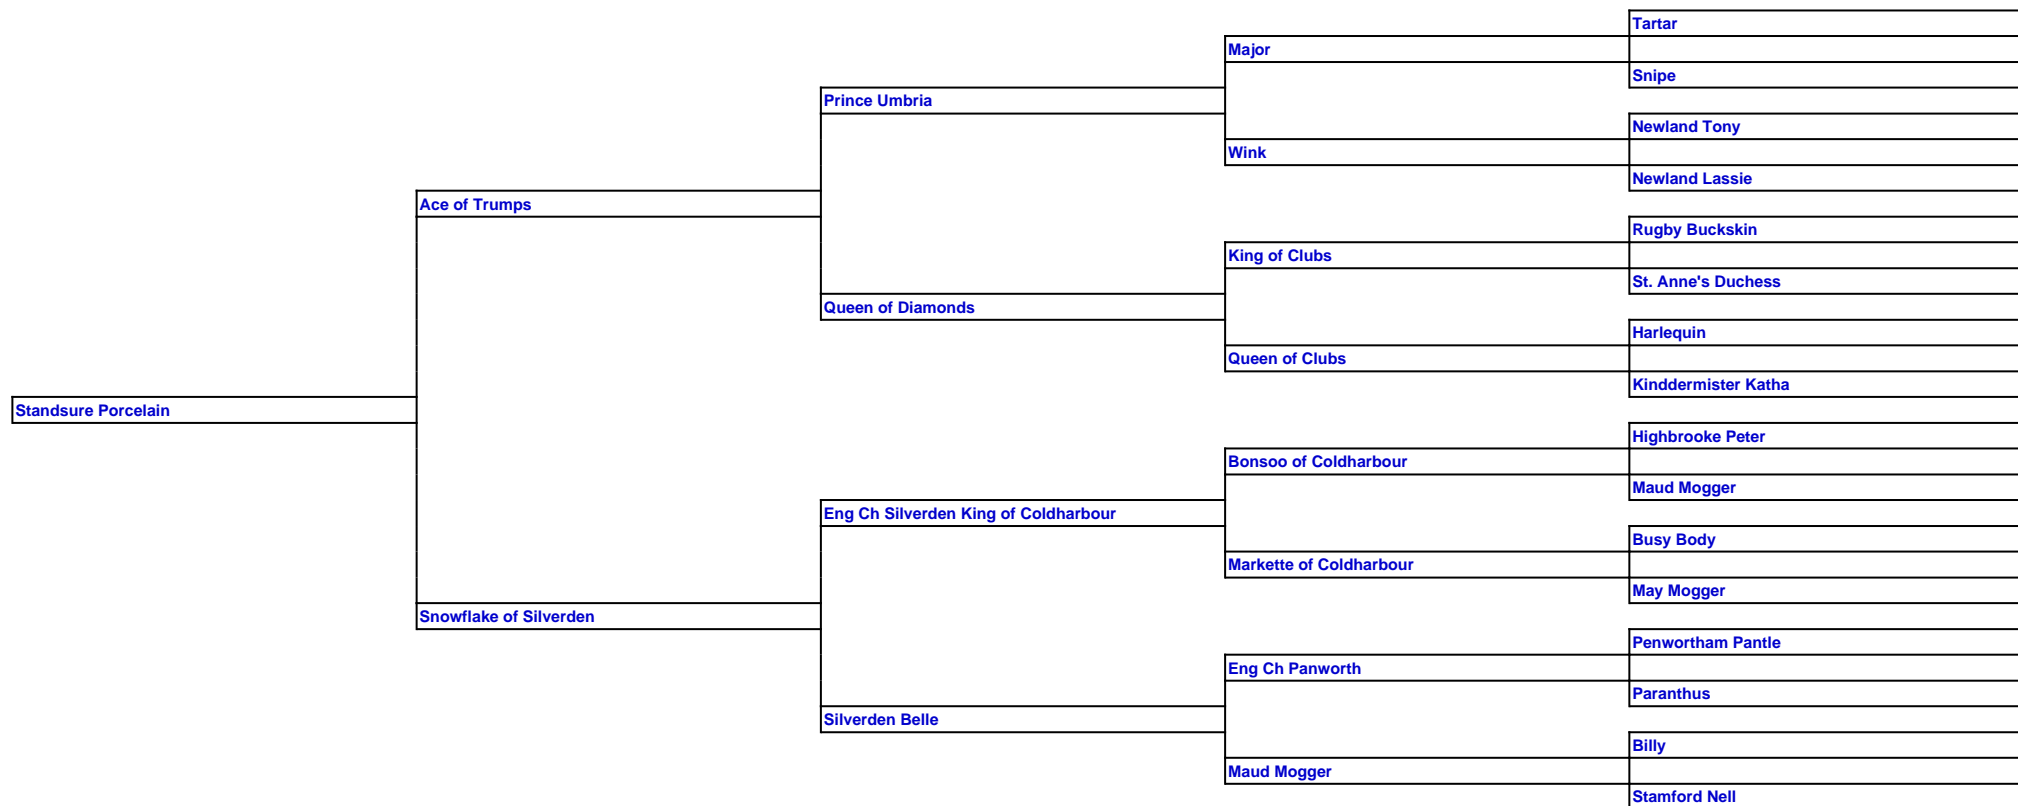 Tartar
Major
Snipe
Prince Umbria
Newland Tony
Wink
Newland Lassie
Ace of Trumps
Rugby Buckskin
King of Clubs
St. Anne's Duchess
Queen of Diamonds
Harlequin
Queen of Clubs
Kinddermister Katha
Standsure Porcelain
Highbrooke Peter
Bonsoo of Coldharbour
Maud Mogger
Eng Ch Silverden King of Coldharbour
Busy Body
Markette of Coldharbour
May Mogger
Snowflake of Silverden
Penwortham Pantle
Eng Ch Panworth
Paranthus
Silverden Belle
Billy
Maud Mogger
Stamford Nell